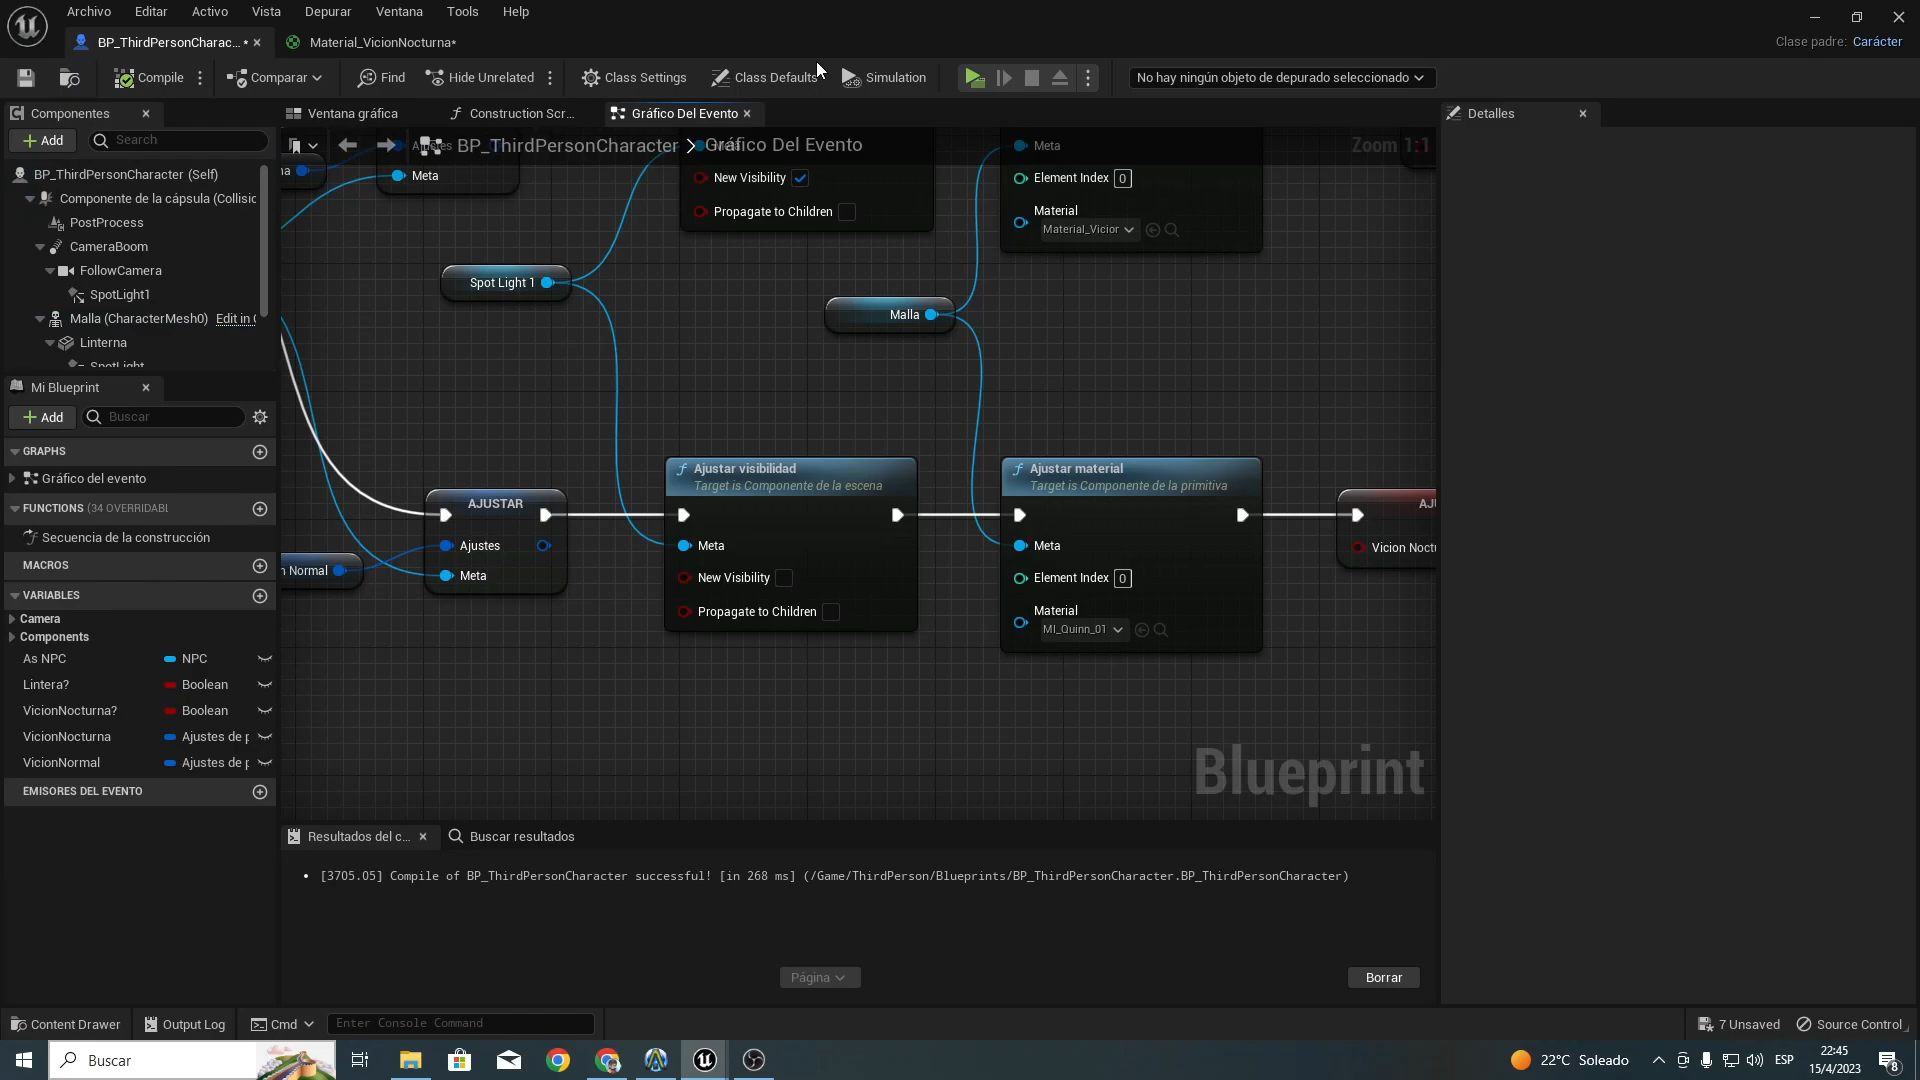 Archivo Editar Activo Vista Depurar Ventana Tools Help
BP_ThirdPersonCharac... * Material_VicionNocturna*
Clase padre: Carácter
Compile Comparar Find Hide Unrelated Class Settings Class Defaults Simulation No hay ningún objeto de depurado seleccionado
Componentes Ventana gráfica Construction Scr... Gráfico Del Evento Detalles
Add Search
BP_ThirdPersonCharacter > Gráfico Del Evento
Zoom 1:1
BP_ThirdPersonCharacter (Self)
Componente de la cápsula (Collisic
PostProcess
CameraBoom
FollowCamera
SpotLight1
Malla (CharacterMesh0) Edit in C
Linterna
SpotLight
Ajustes
Meta
New Visibility
Propagate to Children
Meta
Element Index 0
Material
Material_Vicior
Spot Light 1
Malla
Mi Blueprint
Add Buscar
GRAPHS
Gráfico del evento
FUNCTIONS (34 OVERRIDABL
Secuencia de la construcción
MACROS
VARIABLES
Camera
Components
As NPC NPC
Lintera? Boolean
VicionNocturna? Boolean
VicionNocturna Ajustes de p
VicionNormal Ajustes de p
EMISORES DEL EVENTO
n Normal
AJUSTAR
Ajustes
Meta
Ajustar visibilidad
Target is Componente de la escena
Meta
New Visibility
Propagate to Children
Ajustar material
Target is Componente de la primitiva
Meta
Element Index 0
Material
MI_Quinn_01
AJU
Vicion Noctu
Blueprint
Resultados del c... Buscar resultados
• [3705.05] Compile of BP_ThirdPersonCharacter successful! [in 268 ms] (/Game/ThirdPerson/Blueprints/BP_ThirdPersonCharacter.BP_ThirdPersonCharacter)
Página
Borrar
Content Drawer Output Log Cmd Enter Console Command 7 Unsaved Source Control
Buscar
22°C Soleado
ESP
22:45
15/4/2023
8